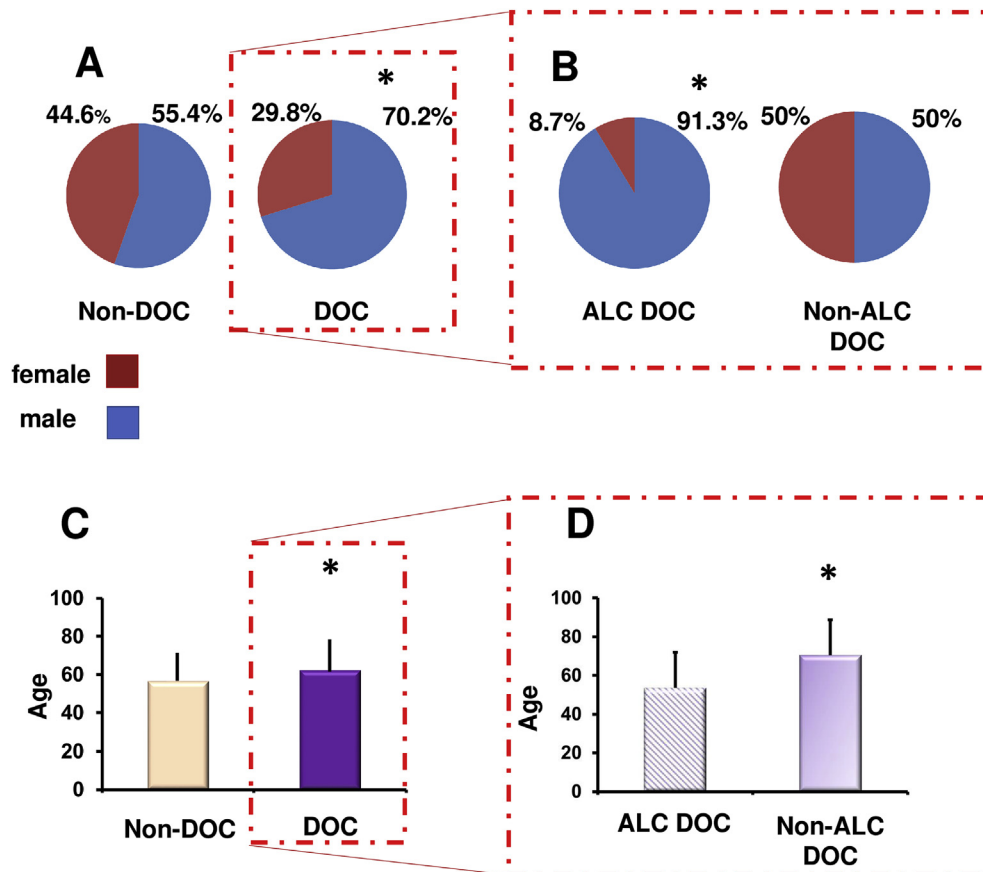 A
B
*
*
44.6%
55.4%
29.8%
70.2%
8.7%
91.3%
50%
50%
Non-DOC
DOC
ALC DOC
Non-ALC
DOC
female
male
C
D
*
*
100
80
60
40
20
0
Age
Non-DOC
DOC
100
80
60
40
20
0
Age
ALC DOC
Non-ALC
DOC